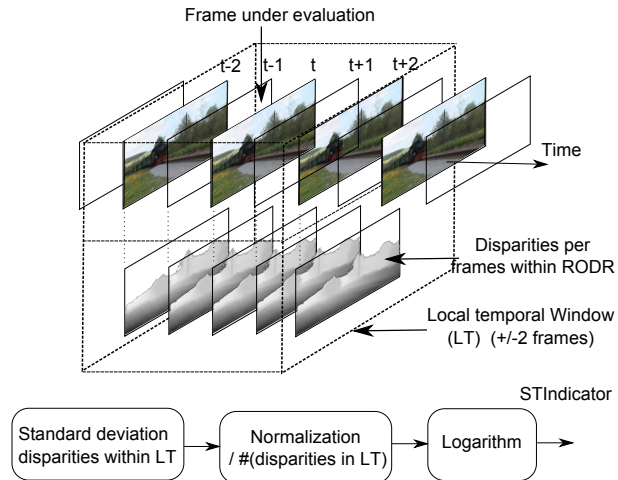 Frame under evaluation
t-2 t-1 t t+1 t+2
Time
Disparities per
frames within RODR
Local temporal Window
(LT) (+/-2 frames)
STIndicator
Standard deviation
disparities within LT
Normalization
/ #(disparities in LT)
Logarithm